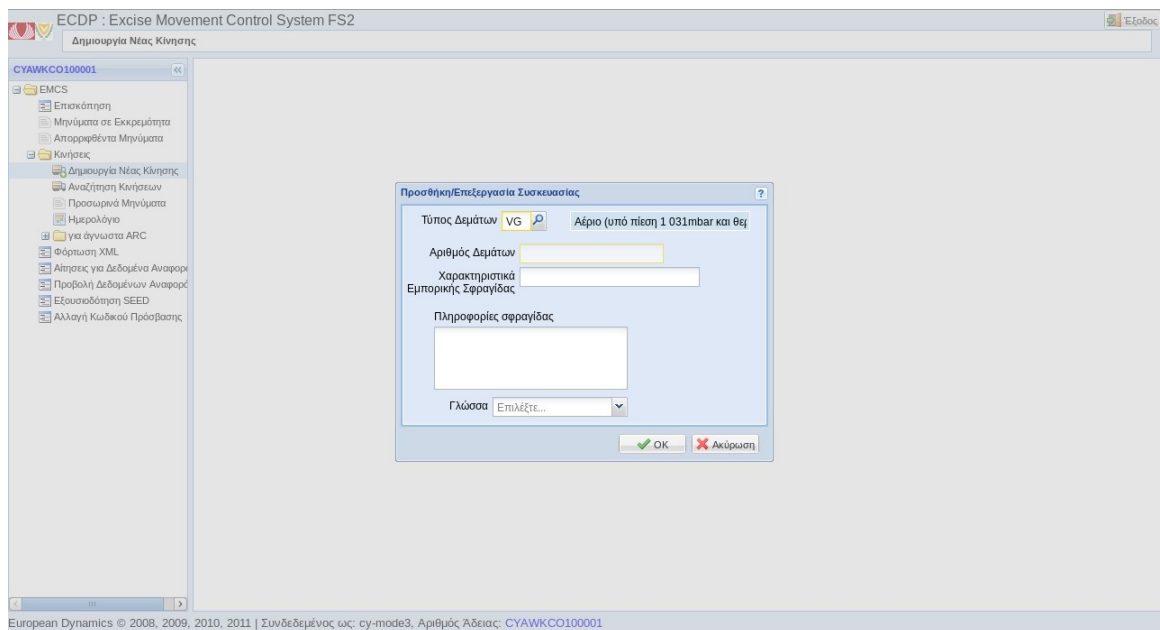 ECDP : Excise Movement Control System FS2
Έξοδος
Δημιουργία Νέας Κίνησης
CYAWKCO100001
EMCS
Επισκόπηση
Μηνύματα σε Εκκρεμότητα
Απορριφθέντα Μηνύματα
Κινήσεις
Δημιουργία Νέας Κίνησης
Αναζήτηση Κινήσεων
Προσωρινά Μηνύματα
Ημερολόγιο
για άγνωστα ARC
Φόρτωση XML
Αίτησεις για Δεδομένα Αναφορ
Προβολή Δεδομένων Αναφορά
Εξουσιοδότηση SEED
Αλλαγή Κωδικού Πρόσβασης
Προσθήκη/Επεξεργασία Συσκευασίας
?
Τύπος Δεμάτων VG Αέριο (υπό πίεση 1 031mbar και θερ
Αριθμός Δεμάτων
Χαρακτηριστικά
Εμπορικής Σφραγίδας
Πληροφορίες σφραγίδας
Γλώσσα Επιλέξτε...
OK Ακύρωση
European Dynamics © 2008, 2009, 2010, 2011 | Συνδεδεμένος ως: cy-mode3, Αριθμός Άδειας: CYAWKCO100001